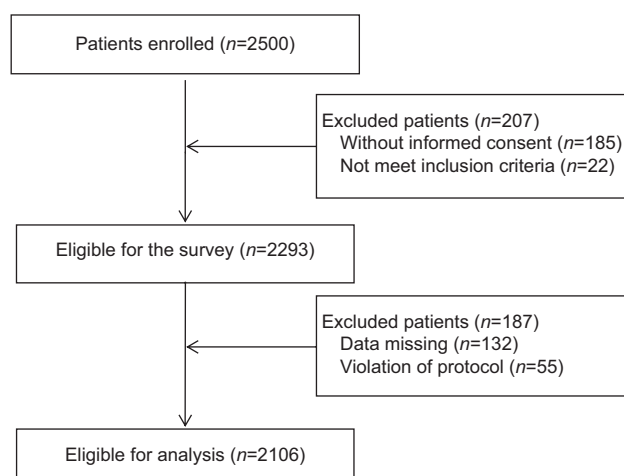 Patients enrolled (n=2500)
Excluded patients (n=207)
Without informed consent (n=185)
Not meet inclusion criteria (n=22)
Eligible for the survey (n=2293)
Excluded patients (n=187)
Data missing (n=132)
Violation of protocol (n=55)
Eligible for analysis (n=2106)